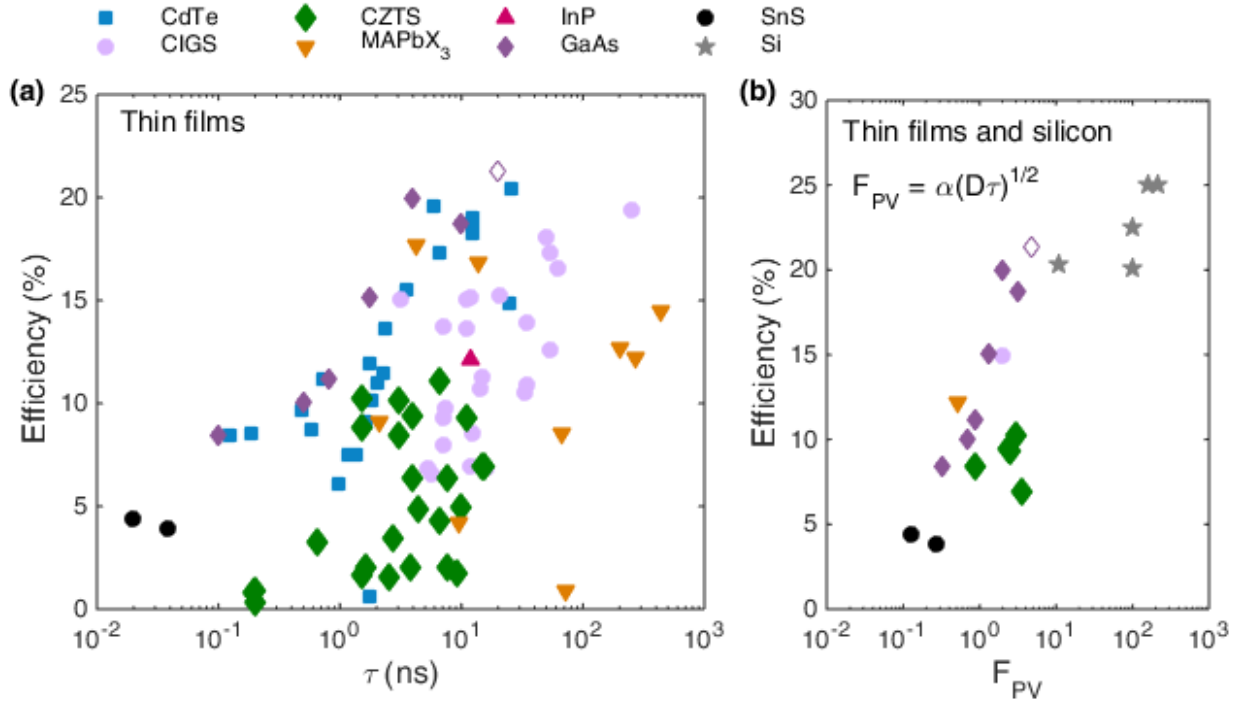 CdTe CZTS InP SnS
CIGS MAPbX₃ GaAs Si
(a)
Thin films
Efficiency (%)
25
20
15
10
5
0
10⁻² 10⁻¹ 10⁰ 10¹ 10² 10³
τ (ns)
(b)
Thin films and silicon
F_PV = α(Dτ)^1/2
Efficiency (%)
30
25
20
15
10
5
0
10⁻² 10⁻¹ 10⁰ 10¹ 10² 10³
F_PV